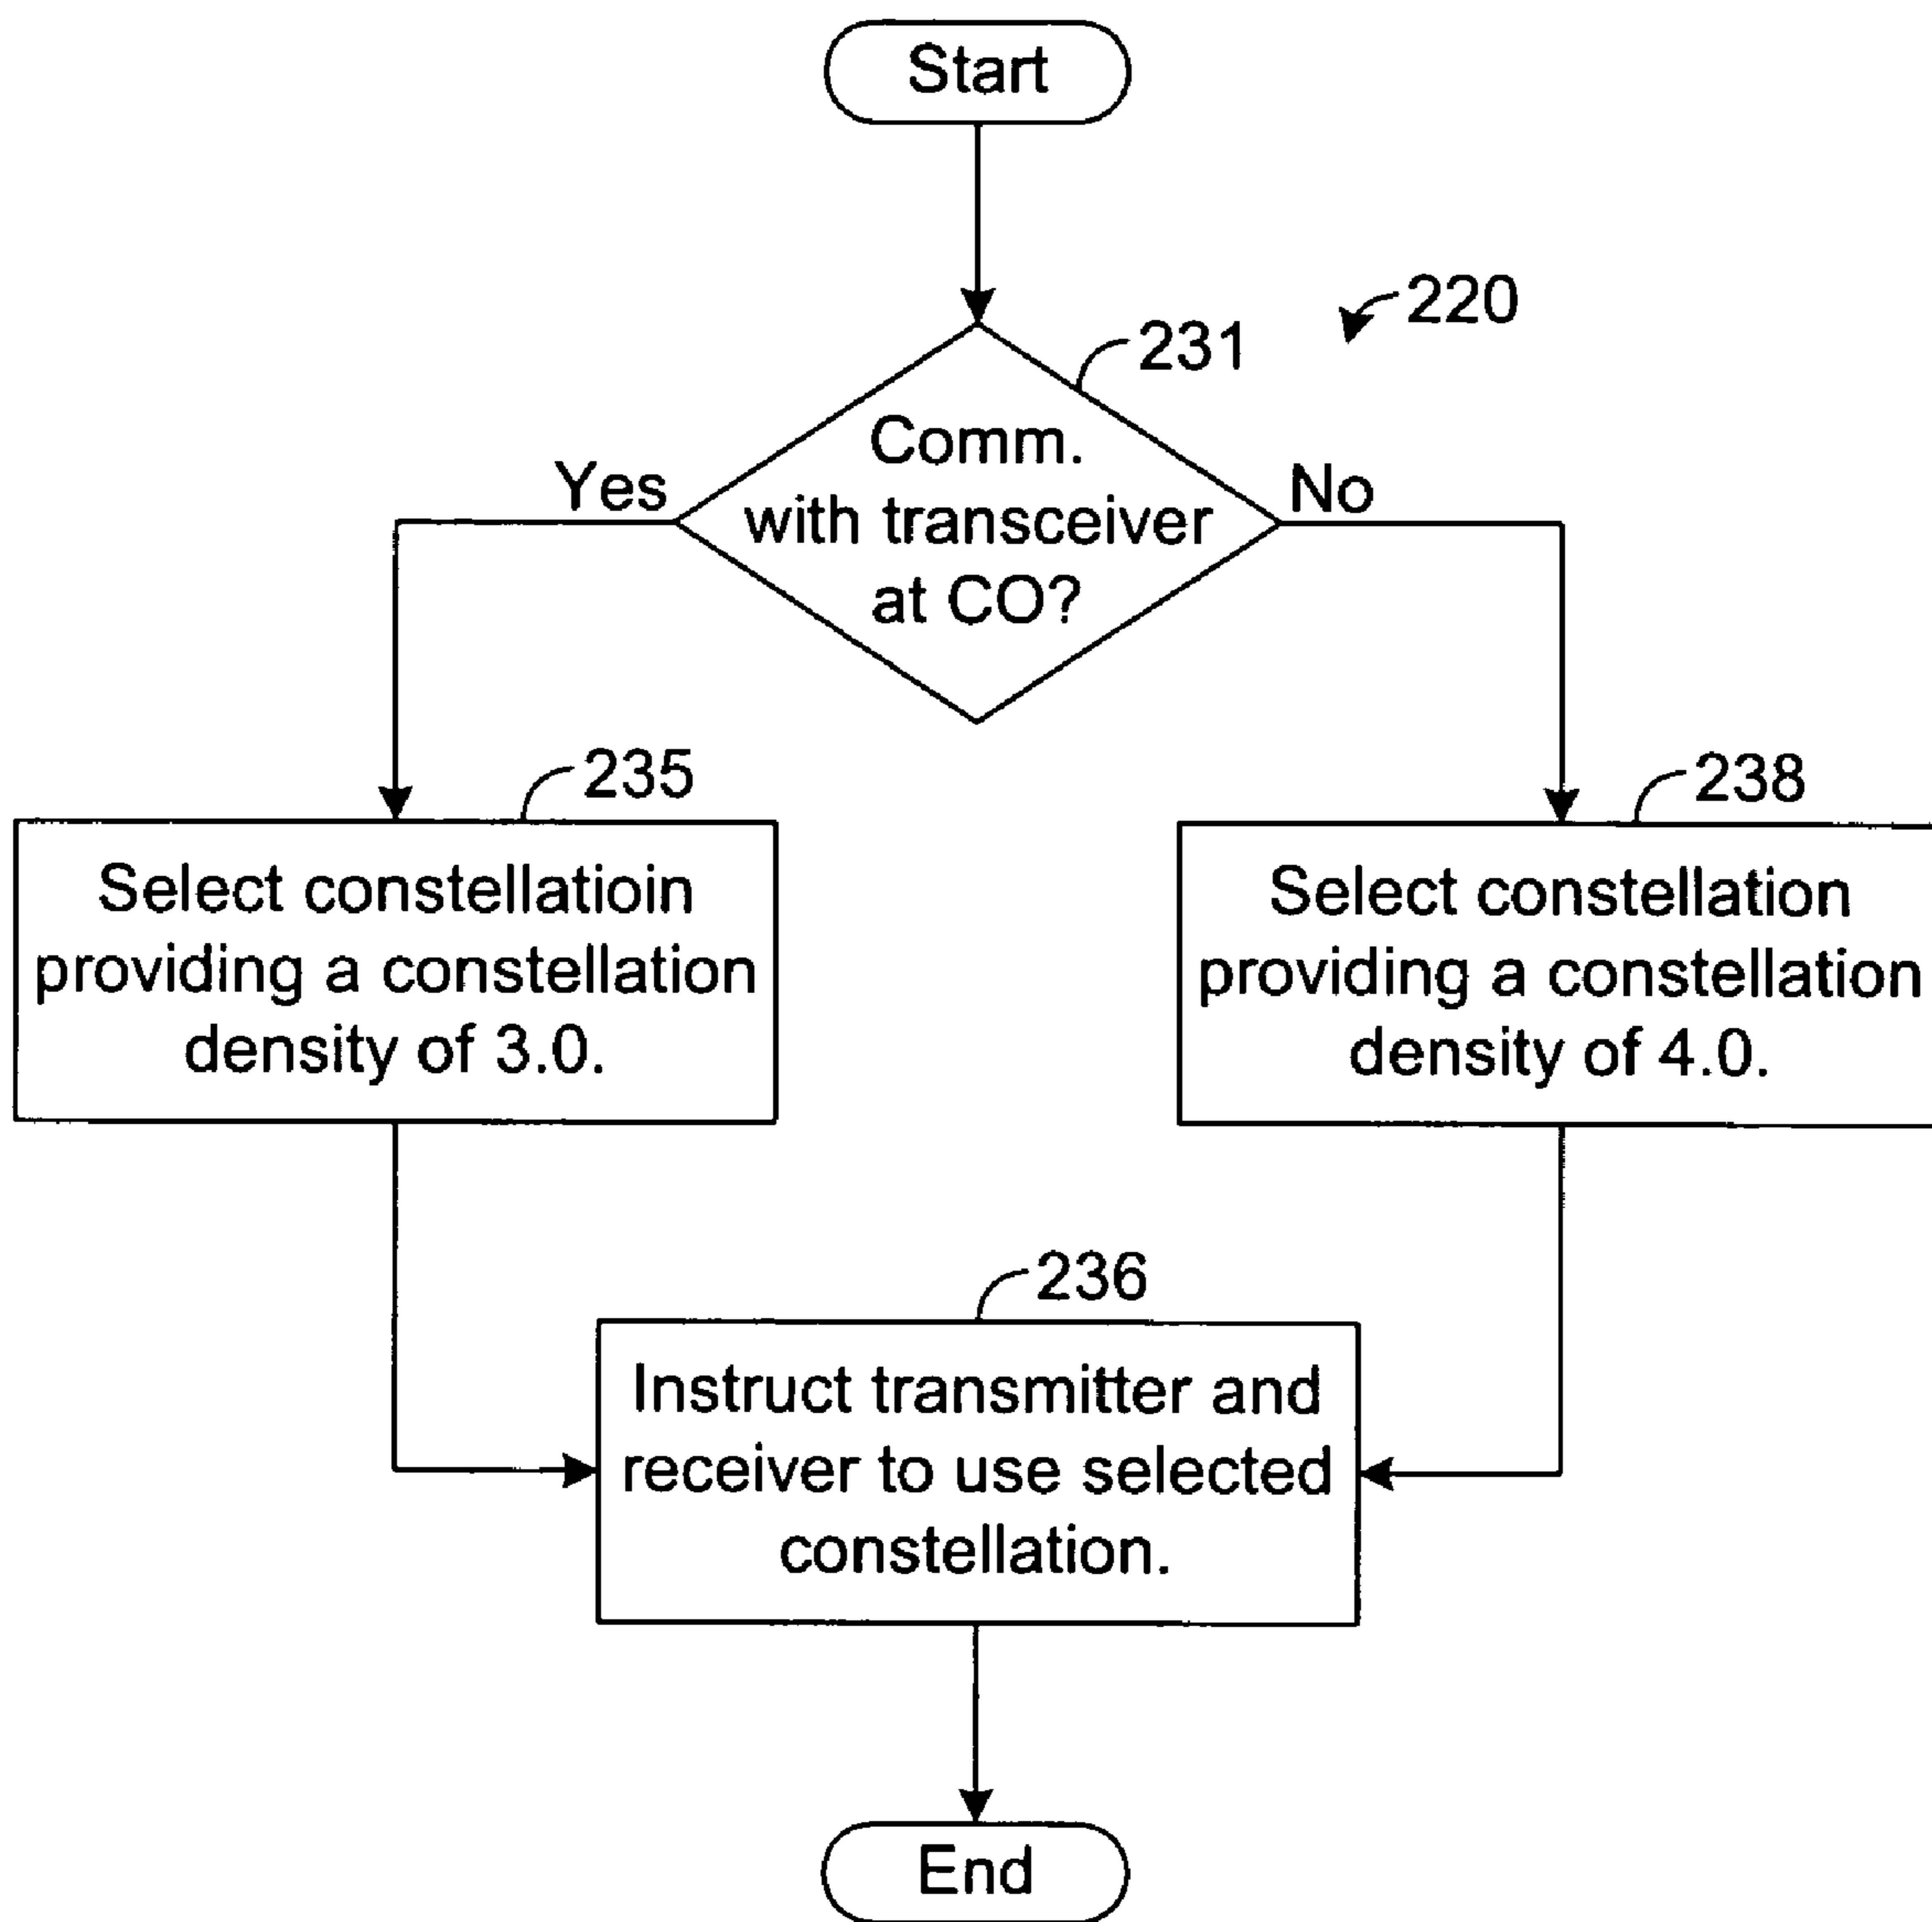 Start
220
231
Comm.
with transceiver
at CO?
Yes
No
235
Select constellatioin
providing a constellation
density of 3.0.
238
Select constellation
providing a constellation
density of 4.0.
236
Instruct transmitter and
receiver to use selected
constellation.
End